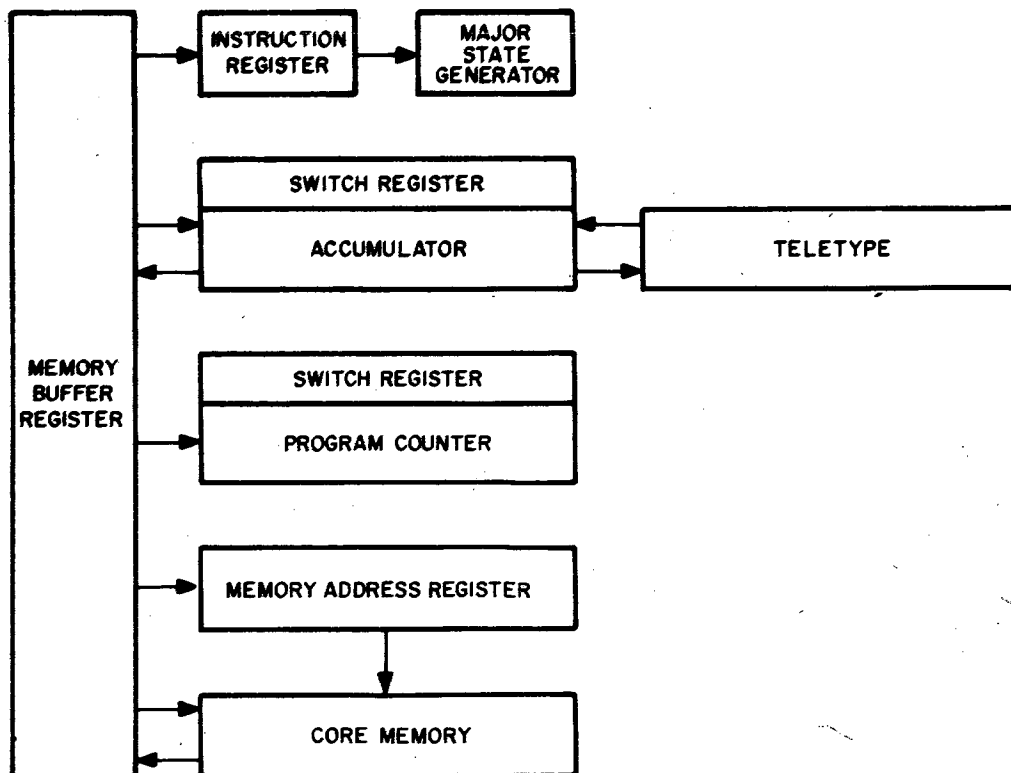 INSTRUCTION
REGISTER
MAJOR
STATE
GENERATOR
SWITCH REGISTER
ACCUMULATOR
TELETYPE
MEMORY
BUFFER
REGISTER
SWITCH REGISTER
PROGRAM COUNTER
MEMORY ADDRESS REGISTER
CORE MEMORY